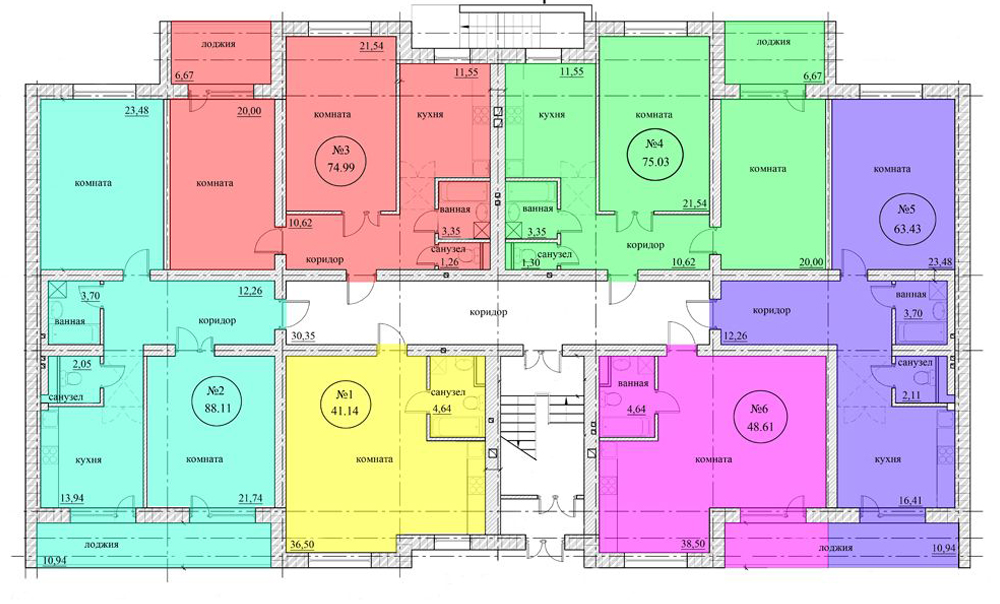 лоджия
6,67
21,54
11,55
11,55
лоджия
6,67
23,48
20,00
комната
кухня
кухня
комната
№3
74.99
№4
75.03
комната
комната
комната
комната
№5
63.43
ванная
3,35
ванная
3,35
21,54
10,62
санузел
1,26
санузел
1,30
коридор
коридор
10,62
20,00
23,48
3,70
ванная
12,26
коридор
коридор
30,35
коридор
12,26
ванная
3,70
2,05
санузел
№2
88.11
№1
41.14
санузел
4,64
ванная
4,64
№6
48.61
санузел
2,11
кухня
комната
комната
комната
кухня
13,94
21,74
16,41
36,50
38,50
лоджия
10,94
лоджия
10,94